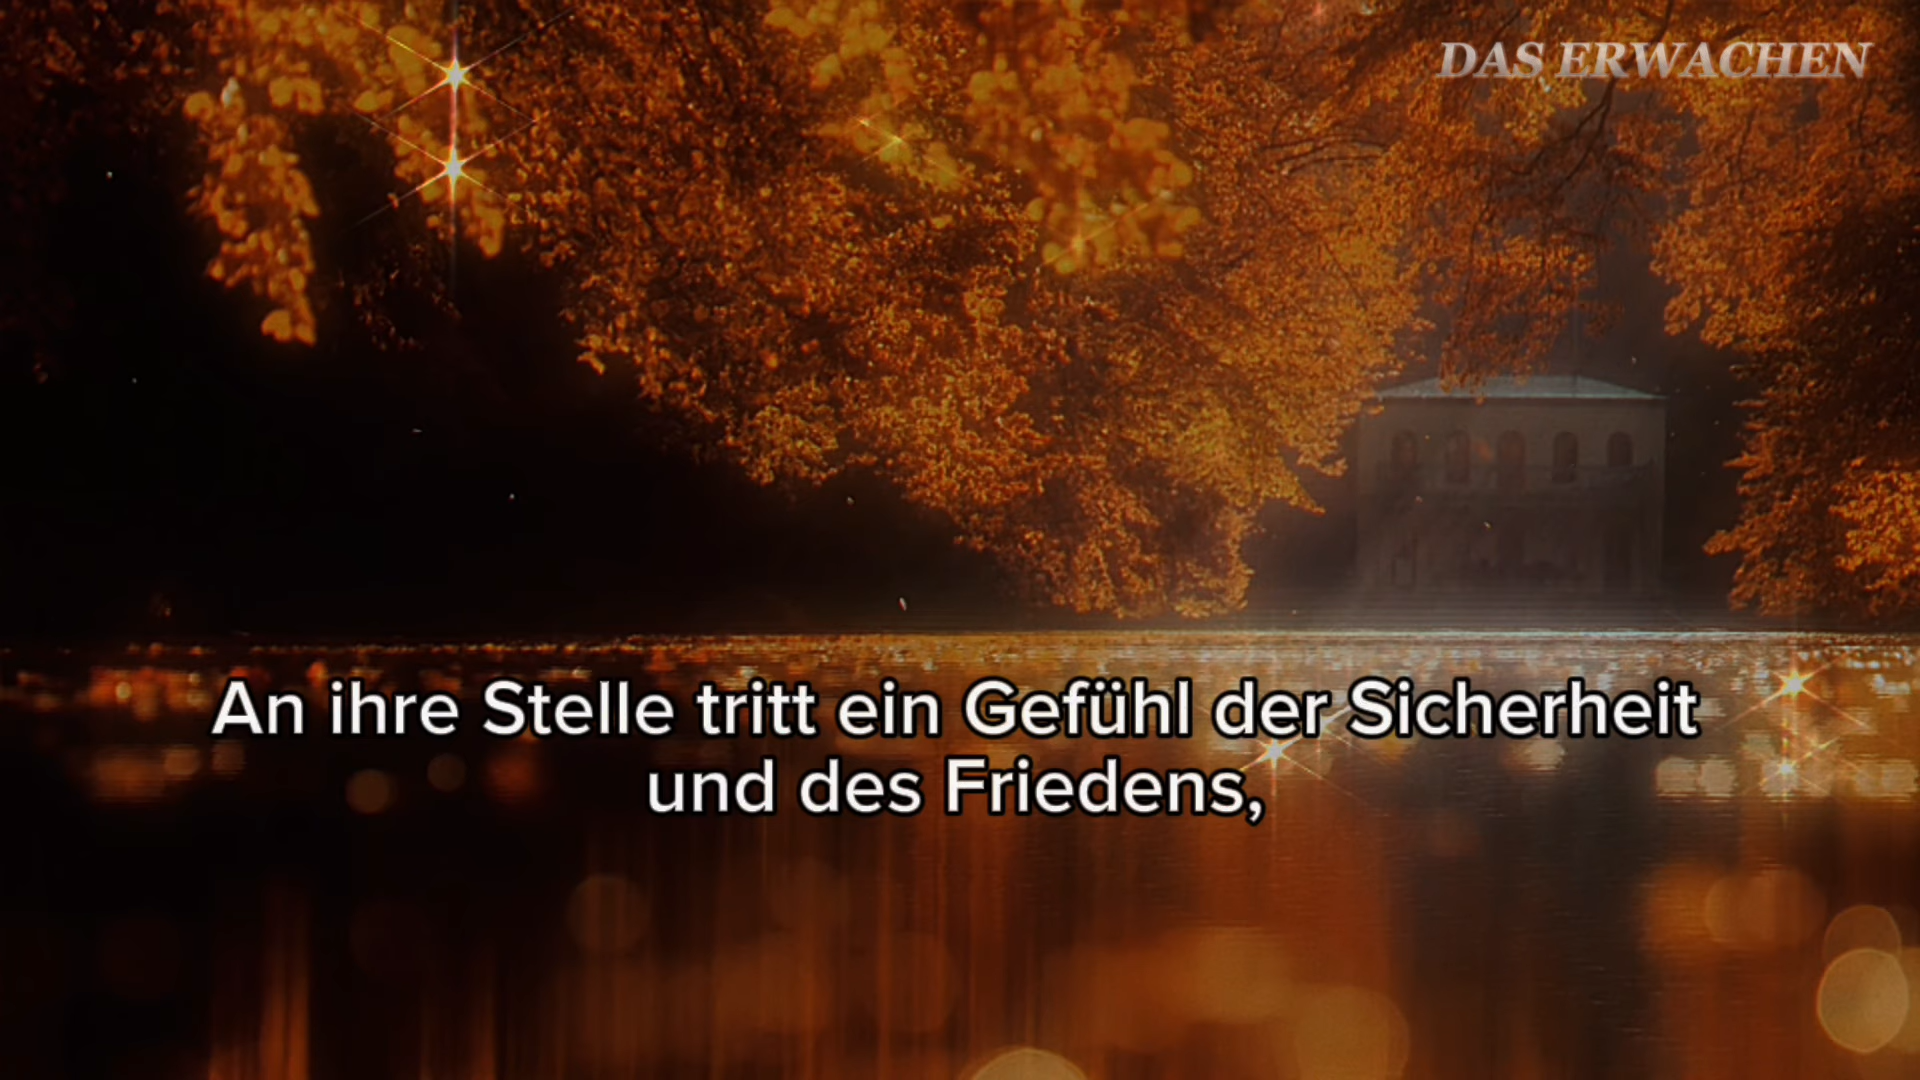 DAS ERWACHEN
An ihre Stelle tritt ein Gefühl der Sicherheit
und des Friedens,